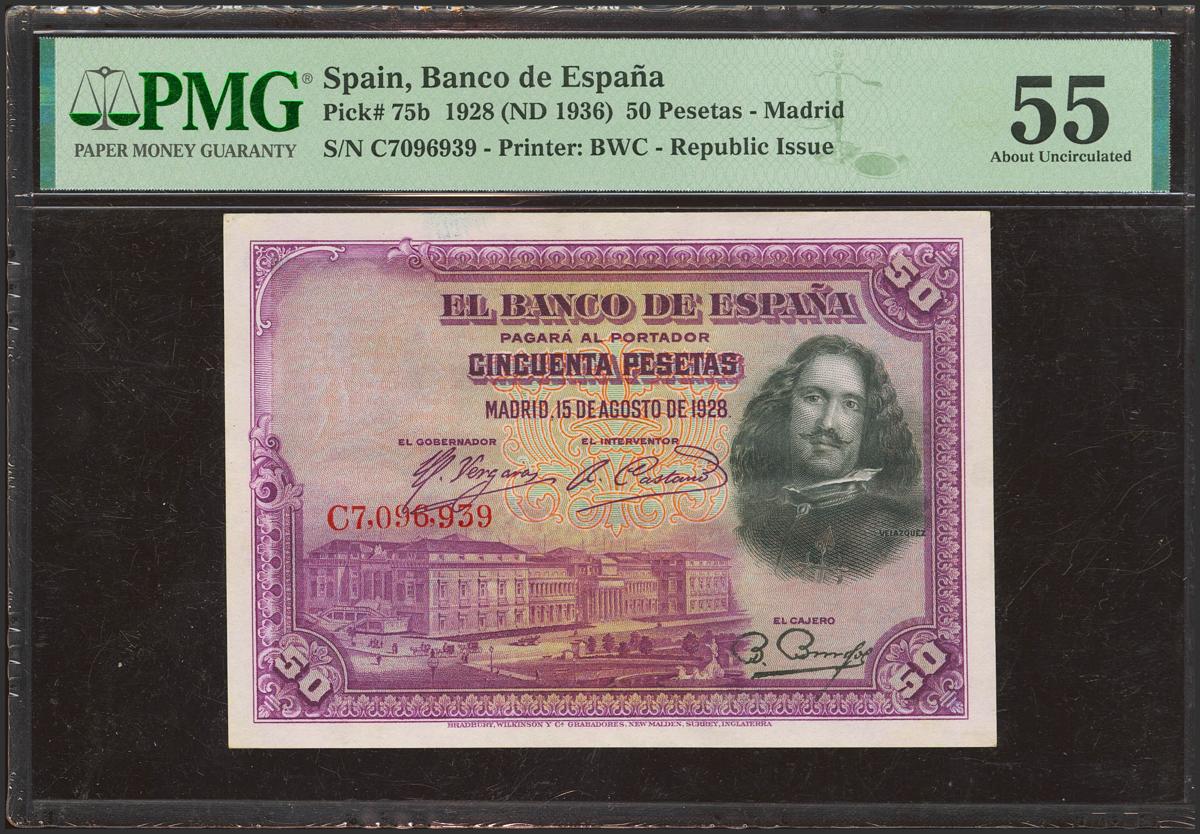 PMG®
PAPER MONEY GUARANTY
Spain, Banco de España
Pick# 75b 1928 (ND 1936) 50 Pesetas - Madrid
S/N C7096939 - Printer: BWC - Republic Issue
55
About Uncirculated
50
EL BANCO DE ESPAÑA
PAGARÁ AL PORTADOR
CINCUENTA PESETAS
MADRID, 15 DE AGOSTO DE 1928.
EL GOBERNADOR
EL INTERVENTOR
C7,096,939
VELAZQUEZ
EL CAJERO
50
50
BRADBURY, WILKINSON Y Cª GRABADORES, NEW MALDEN, SURREY, INGLATERRA